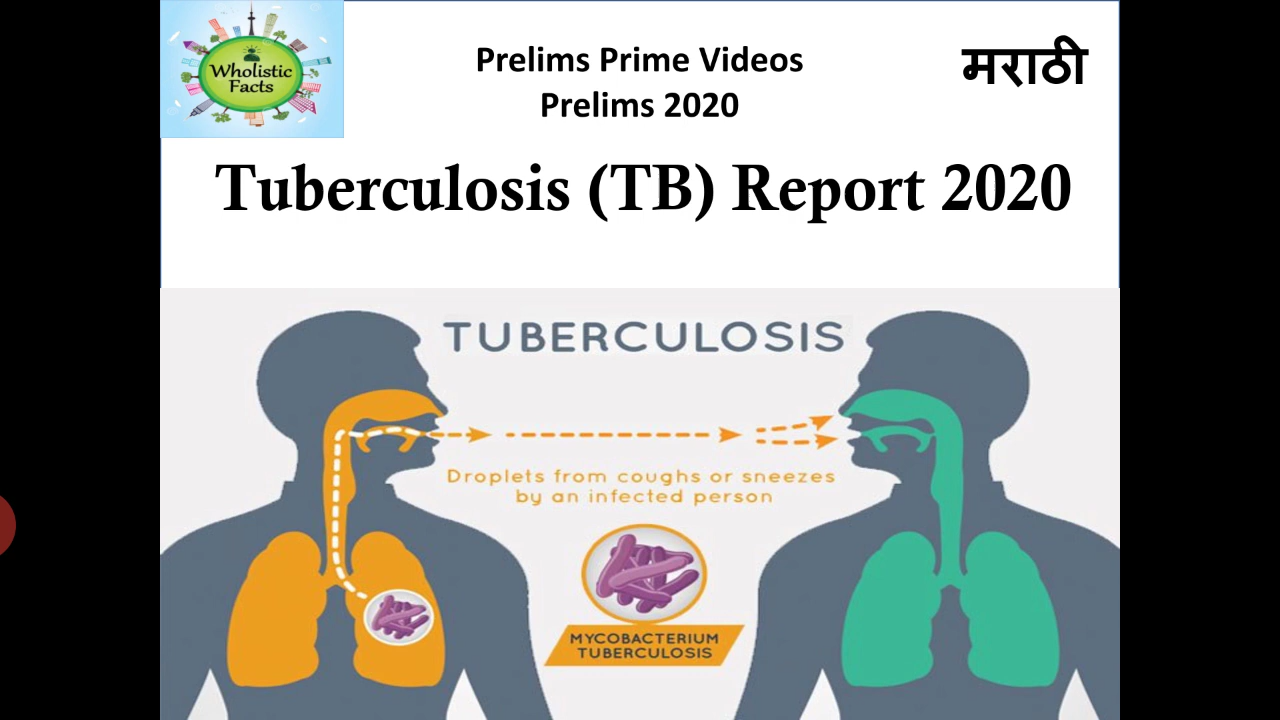 Wholistic
Facts
Prelims Prime Videos
Prelims 2020
मराठी
Tuberculosis (TB) Report 2020
TUBERCULOSIS
Droplets from coughs or sneezes
by an infected person
MYCOBACTERIUM
TUBERCULOSIS